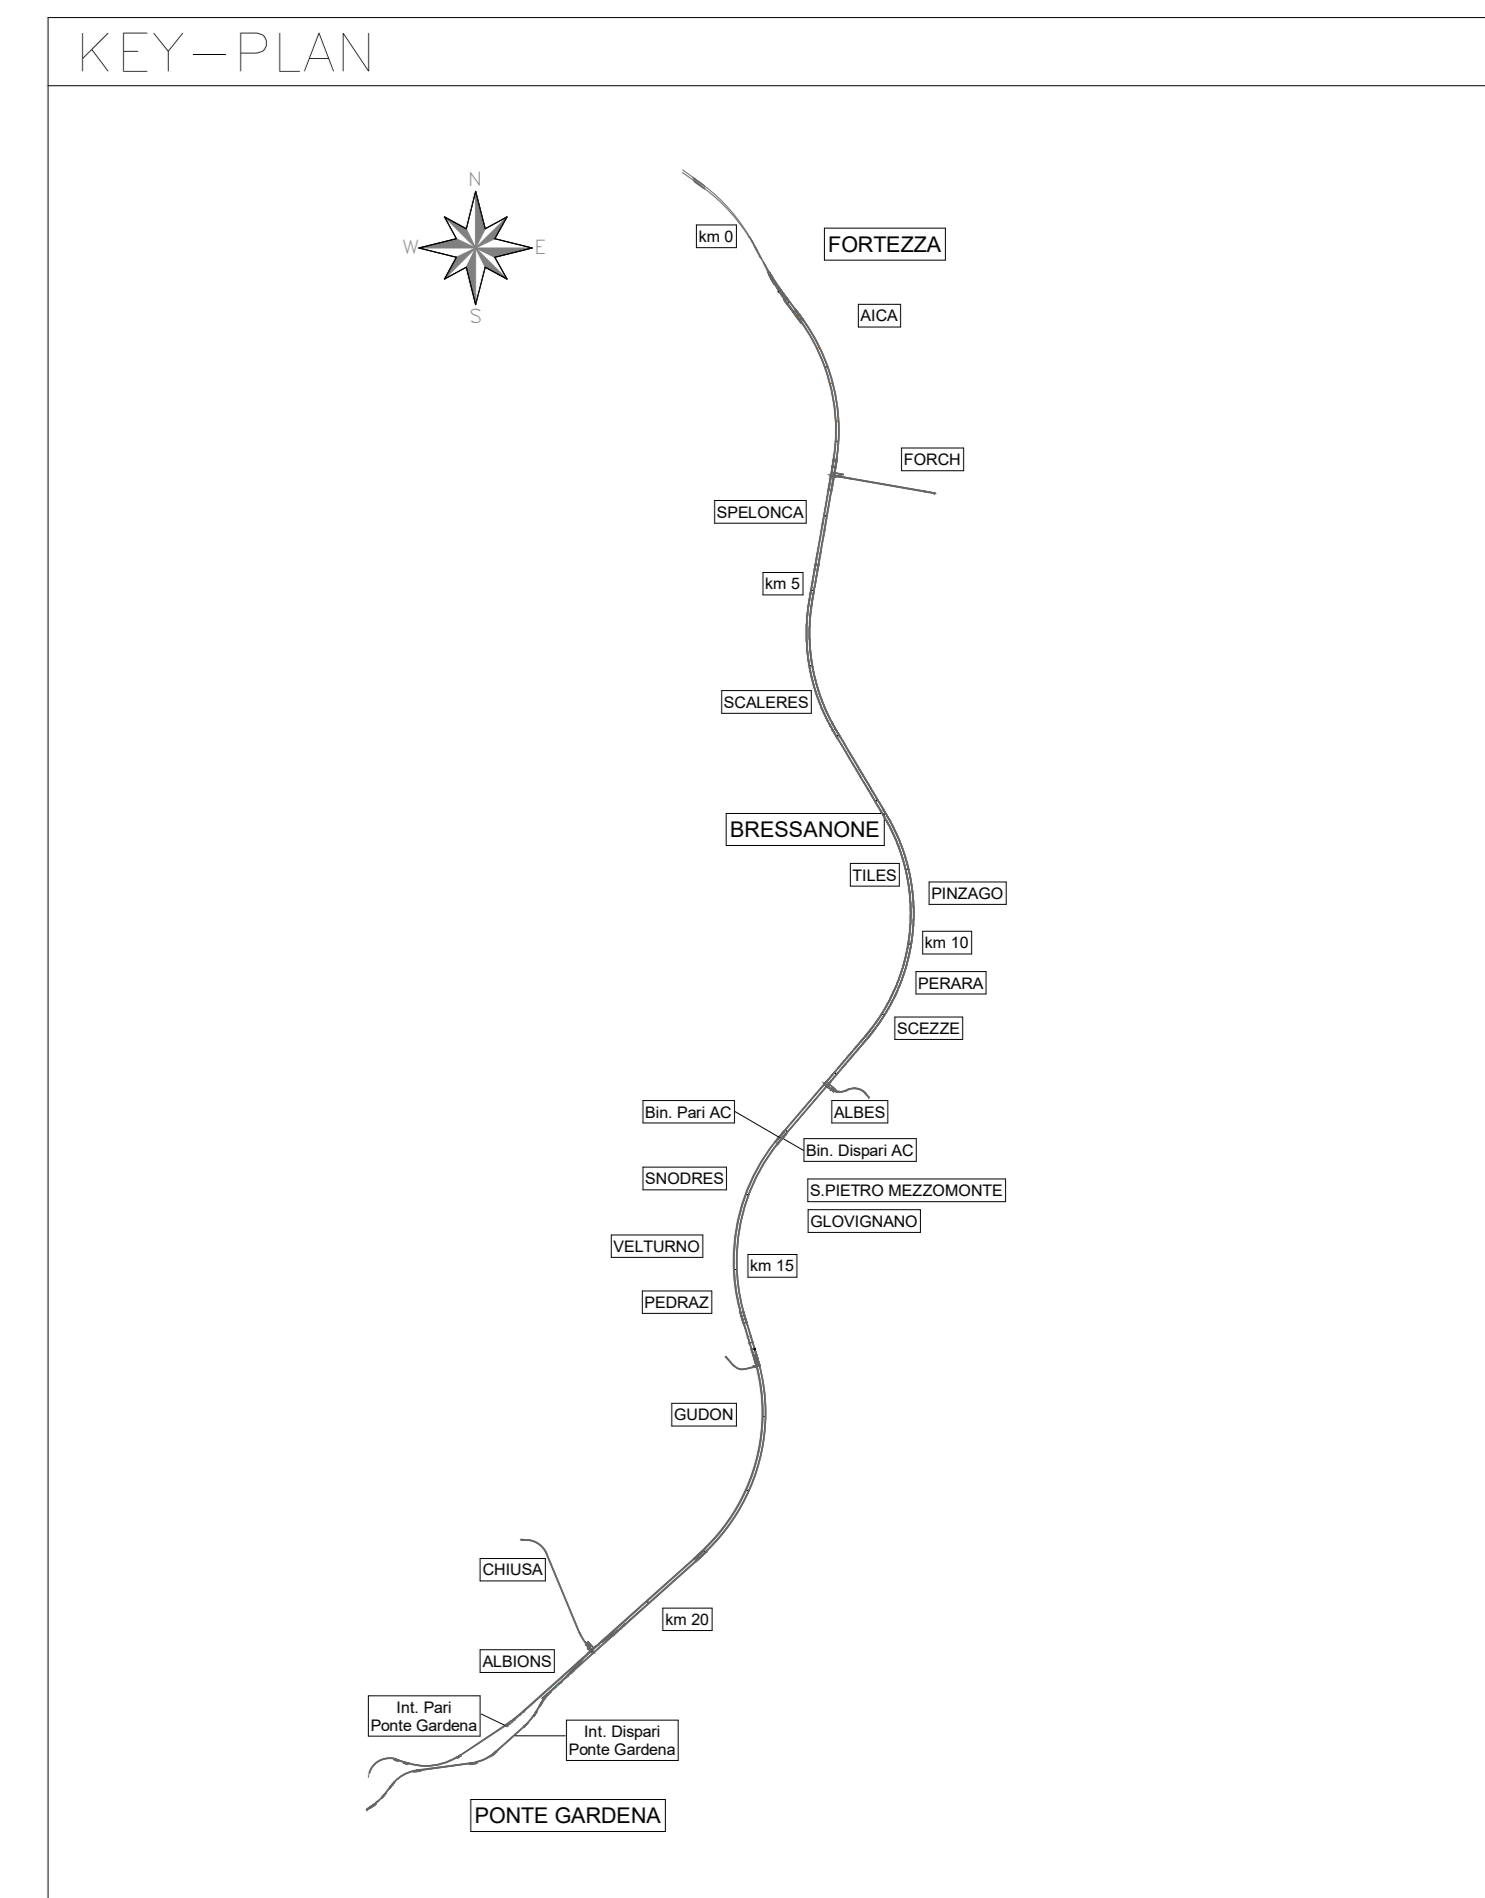 KEY-PLAN
N
W
E
S
km 0
FORTEZZA
AICA
FORCH
SPELONCA
km 5
SCALERES
BRESSANONE
TILES
PINZAGO
km 10
PERARA
SCEZZE
Bin. Pari AC
ALBES
Bin. Dispari AC
SNODRES
S.PIETRO MEZZOMONTE
GLOVIGNANO
VELTURNO
km 15
PEDRAZ
GUDON
CHIUSA
km 20
ALBIONS
Int. Pari
Ponte Gardena
Int. Dispari
Ponte Gardena
PONTE GARDENA